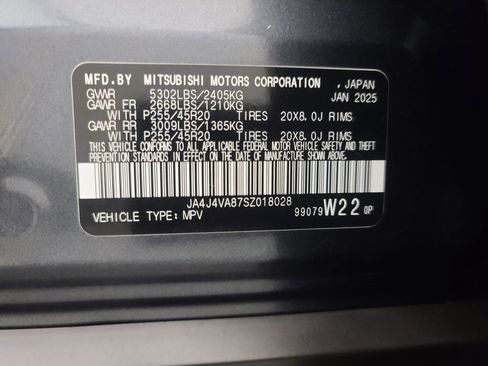 MFD.BY MITSUBISHI MOTORS CORPORATION , JAPAN
GVWR 5302LBS/2405KG JAN 2025
GAWR FR 2668LBS/1210KG
WITH P255/45R20 TIRES 20X8.0J RIMS
GAWR RR 3009LBS/1365KG
WITH P255/45R20 TIRES 20X8.0J RIMS
THIS VEHICLE CONFORMS TO ALL APPLICABLE FEDERAL MOTOR VEHICLE SAFETY AND THEFT
PREVENTION STANDARDS IN EFFECT ON THE DATE OF MANUFACTURE SHOWN ABOVE.
JA4J4VA87SZ018028
VEHICLE TYPE: MPV 99079 W22 QP